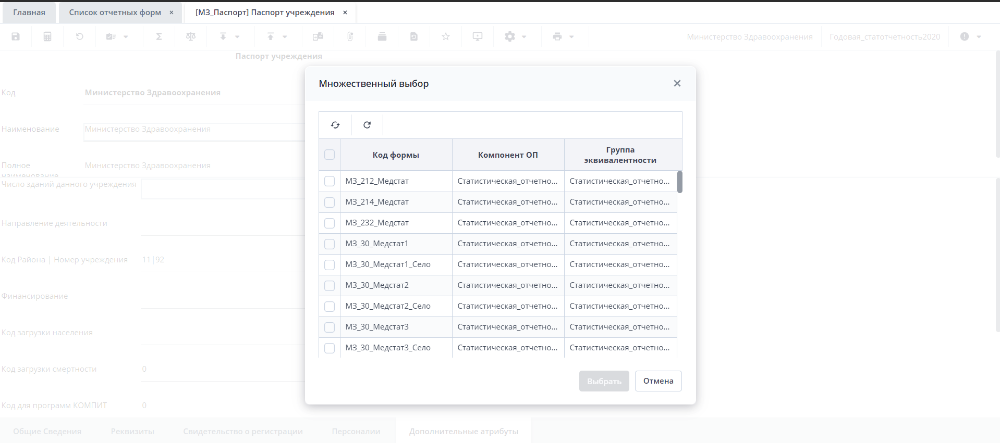 Главная
Список отчетных форм
[МЗ_Паспорт] Паспорт учреждения
Министерство Здравоохранения
Годовая_статотчетность2020
Паспорт учреждения
Код
Министерство Здравоохранения
Наименование
Министерство Здравоохранения
Полное
наименование
Министерство Здравоохранения
Число зданий данного учреждения
Направление деятельности
Код Района | Номер учреждения
11|92
Финансирование
Код загрузки населения
Код загрузки смертности
0
Код для программ КОМПИТ
0
Множественный выбор
Код формы
Компонент ОП
Группа
эквивалентности
МЗ_212_Медстат Статистическая_отчетно... Статистическая_отчетно...
МЗ_214_Медстат Статистическая_отчетно... Статистическая_отчетно...
МЗ_232_Медстат Статистическая_отчетно... Статистическая_отчетно...
МЗ_30_Медстат1 Статистическая_отчетно... Статистическая_отчетно...
МЗ_30_Медстат1_Село Статистическая_отчетно... Статистическая_отчетно...
МЗ_30_Медстат2 Статистическая_отчетно... Статистическая_отчетно...
МЗ_30_Медстат2_Село Статистическая_отчетно... Статистическая_отчетно...
МЗ_30_Медстат3 Статистическая_отчетно... Статистическая_отчетно...
МЗ_30_Медстат3_Село Статистическая_отчетно... Статистическая_отчетно...
Выбрать
Отмена
Общие Сведения
Реквизиты
Свидетельство о регистрации
Персоналии
Дополнительные атрибуты